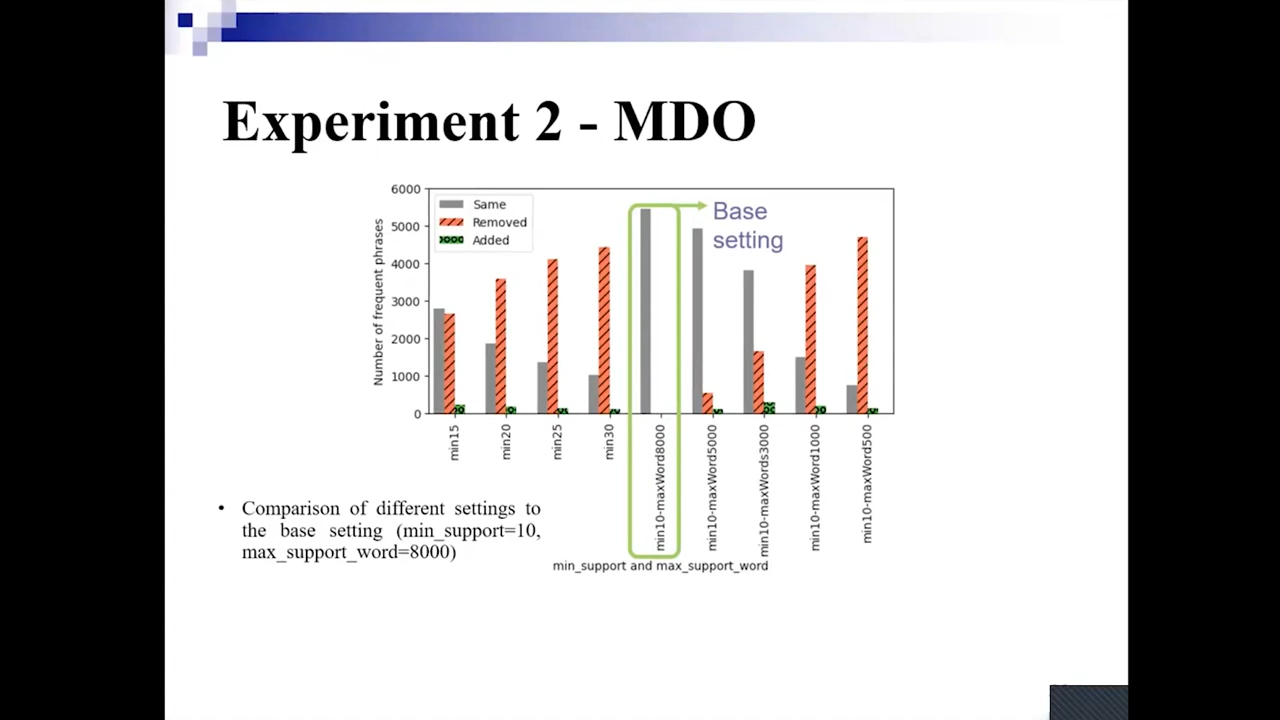 Experiment 2 - MDO
6000
5000
4000
3000
2000
1000
0
Number of frequent phrases
Same
Removed
Added
Base
setting
min15
min20
min25
min30
min10-maxWord8000
min10-maxWord5000
min10-maxWords3000
min10-maxWord1000
min10-maxWord500
min_support and max_support_word
• Comparison of different settings to
the base setting (min_support=10,
max_support_word=8000)